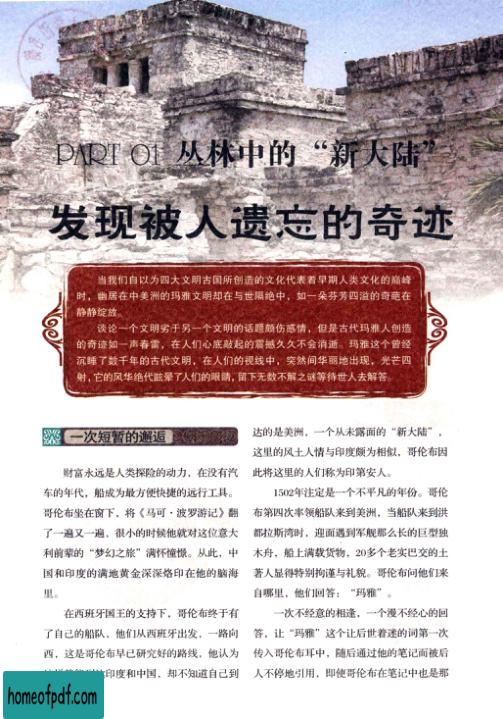 PART 01 丛林中的“新大陆”
发现被人遗忘的奇迹
当我们自以为四大文明古国所创造的文化代表着早期人类文化的巅峰
时，幽居在中美洲的玛雅文明却在与世隔绝中，如一朵芬芳四溢的奇葩在
静静绽放。
谈论一个文明劣于另一个文明的话题颇伤感情，但是古代玛雅人创造
的奇迹如一声春雷，在人们心底敲起的震撼久久不会消逝。玛雅这个曾经
沉睡了数千年的古代文明，在人们的视线中，突然间华丽地出现，光芒四
射，它的风华绝代眩晕了人们的眼睛，留下无数不解之谜等待世人去解答。
一次短暂的邂逅
财富永远是人类探险的动力，在没有汽
车的年代，船成为最方便快捷的远行工具。
哥伦布坐在窗下，将《马可·波罗游记》翻
了一遍又一遍，很小的时候他就对这位意大
利前辈的“梦幻之旅”满怀憧憬。从此，中
国和印度的满地黄金深深烙印在他的脑海
里。
在西班牙国王的支持下，哥伦布终于有
了自己的船队，他们从西班牙出发，一路向
西，这是哥伦布早已研究好的路线，他认为
印度和中国，却不知道自己到
达的是美洲，一个从未露面的“新大陆”，
这里的风土人情与印度颇为相似，哥伦布因
此将这里的人们称为印第安人。
1502年注定是一个不平凡的年份。哥伦
布第四次率领船队来到美洲，当船队来到洪
都拉斯湾时，迎面遇到军舰那么长的巨型独
木舟，船上满载货物，20多个老实巴交的土
著人显得特别拘谨与礼貌。哥伦布问他们来
自哪里，他们回答：“玛雅”。
一次不经意的相逢，一个漫不经心的回
答，让“玛雅”这个让后世着迷的词第一次
传入哥伦布耳中，随后通过他的笔记而被后
人不停地引用，即使哥伦布在笔记中也是那
homeofpdf.com